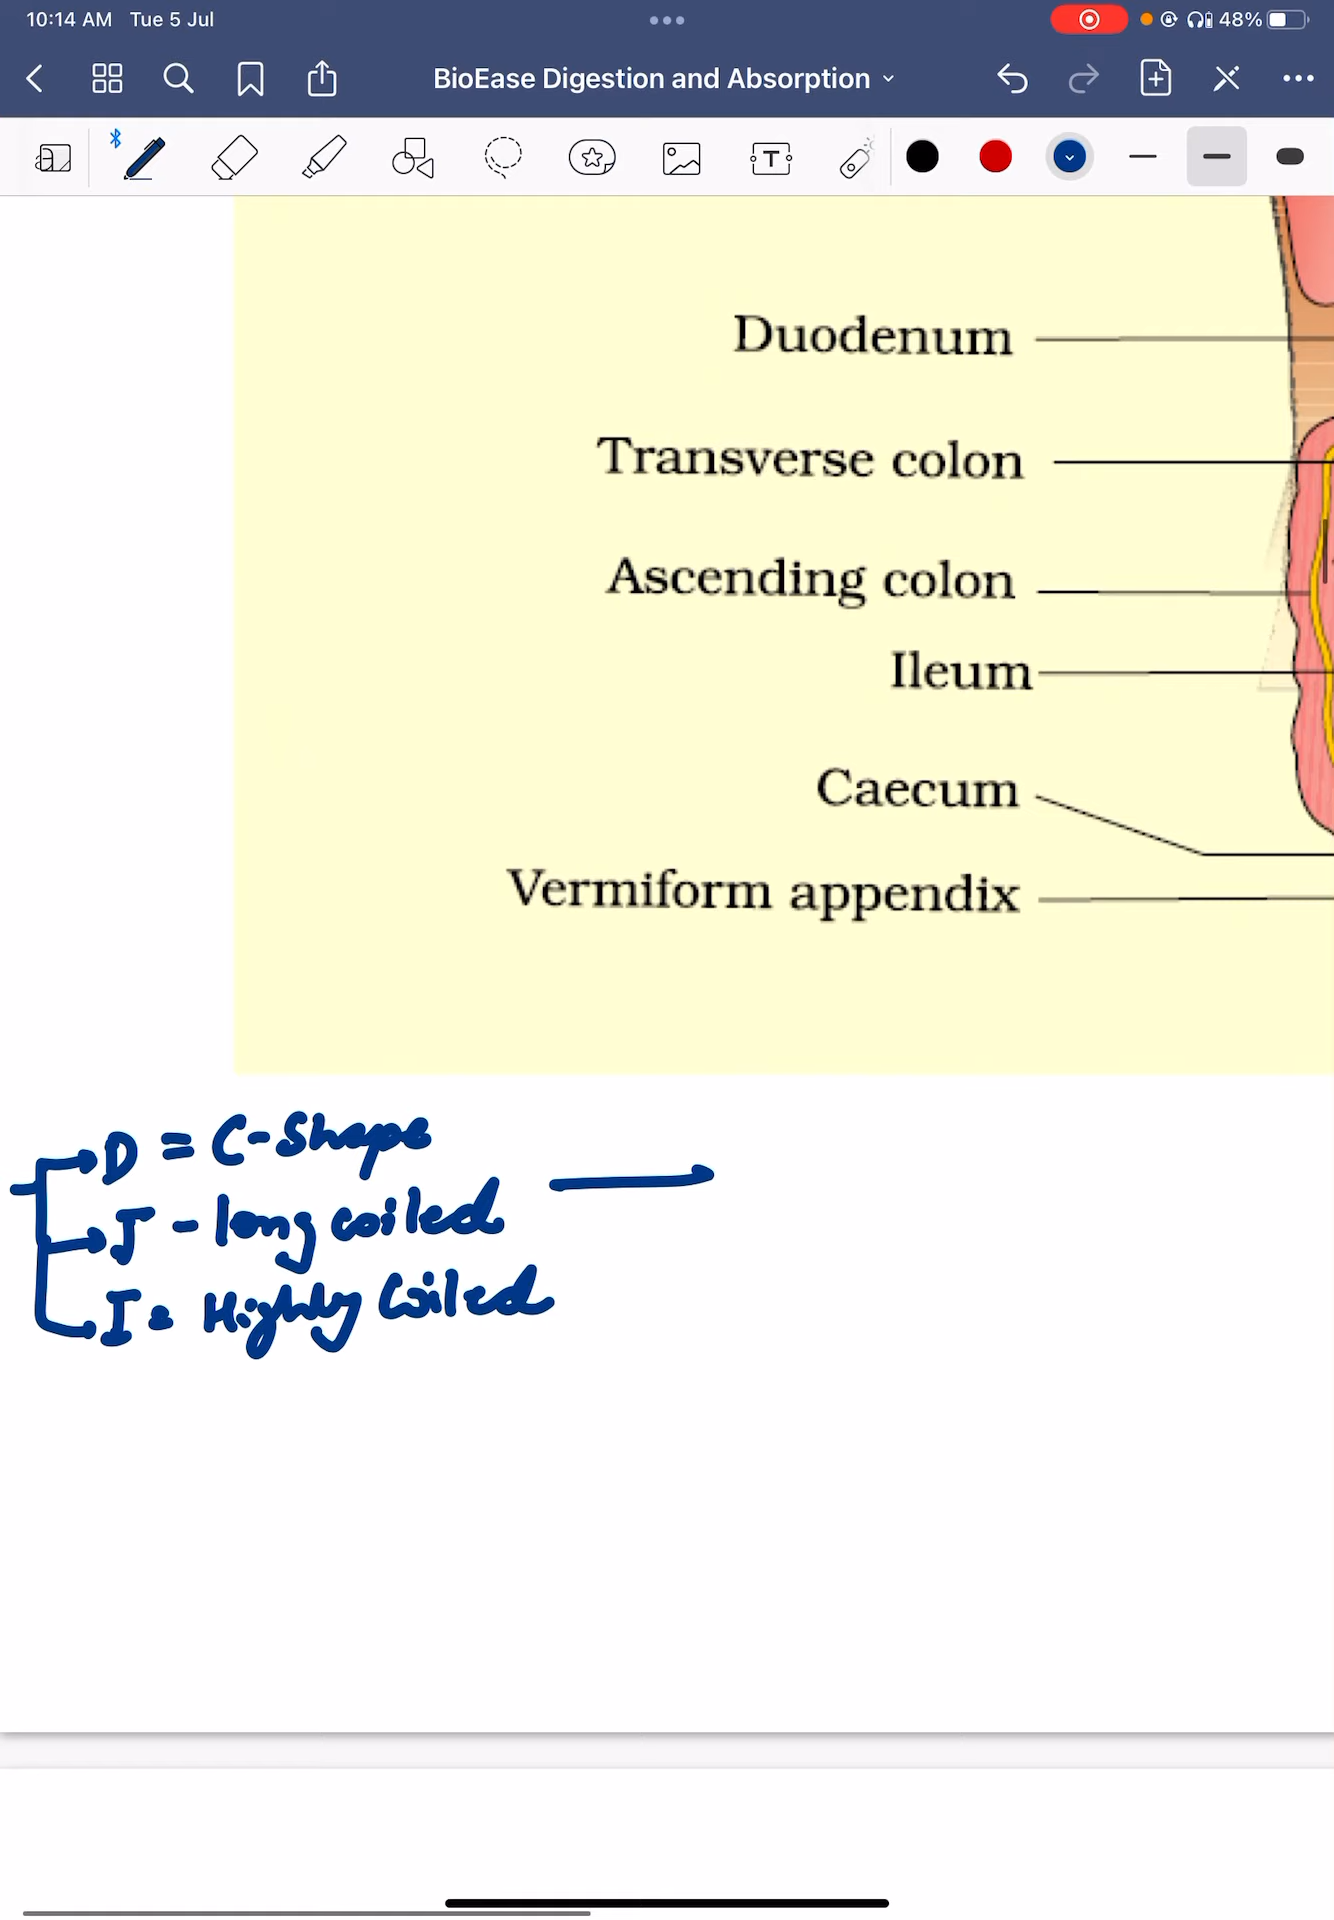 10:14 AM Tue 5 Jul
48%
BioEase Digestion and Absorption
T
Duodenum
Transverse colon
Ascending colon
Ileum
Caecum
Vermiform appendix
D = C-Shape
J - long coiled
I = Highly Coiled